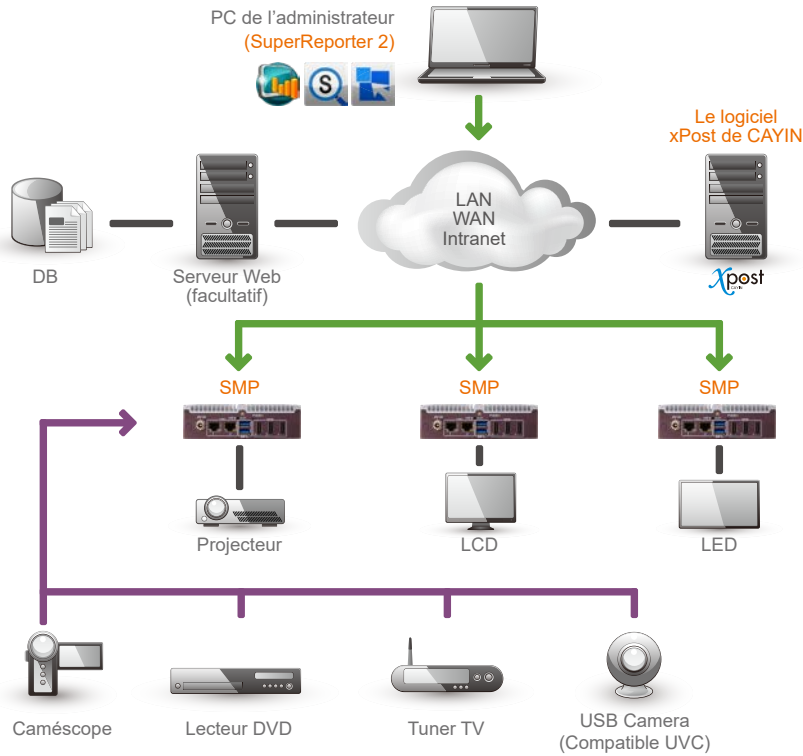 PC de l'administrateur
(SuperReporter 2)
S
Le logiciel
xPost de CAYIN
LAN
WAN
Intranet
DB
Serveur Web
(facultatif)
Xpost
CAYIN
SMP
SMP
SMP
Projecteur
LCD
LED
Caméscope
Lecteur DVD
Tuner TV
USB Camera
(Compatible UVC)